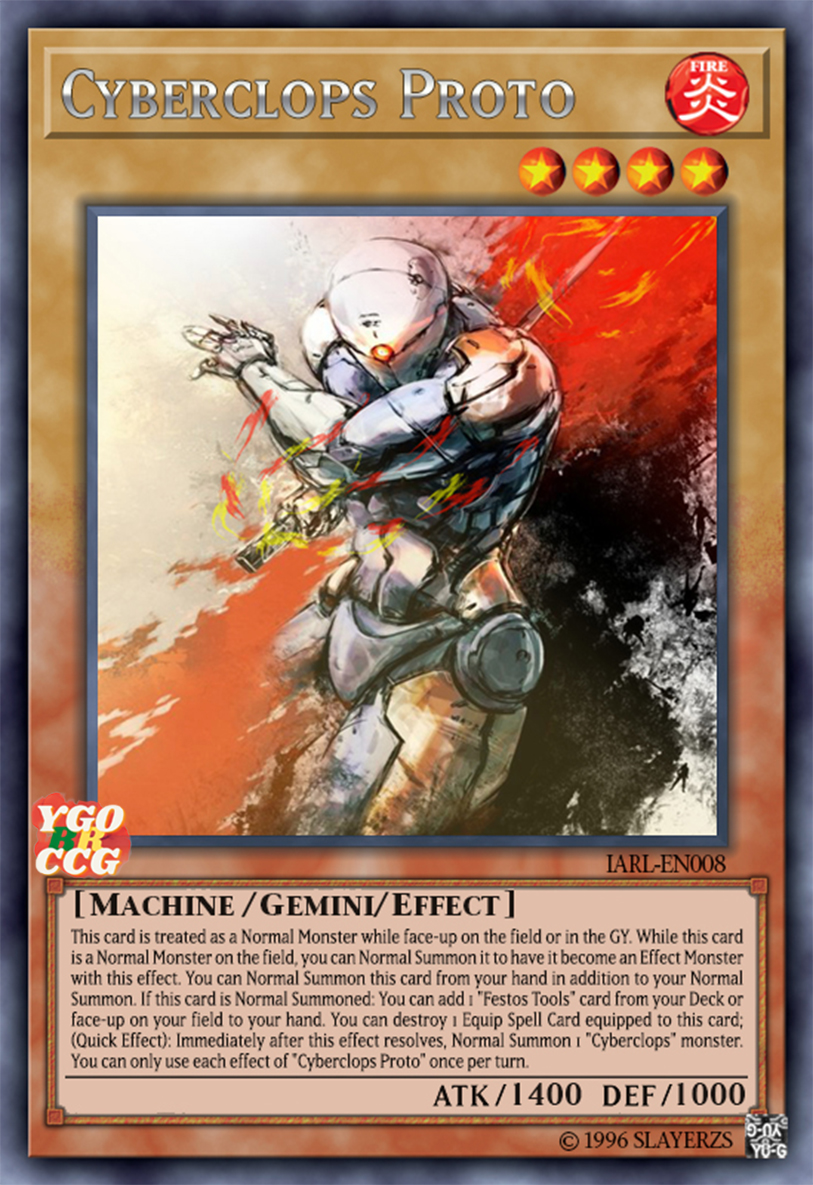 CYBERCLOPS PROTO
FIRE
炎
YGO
BR
CCG
IARL-EN008
[MACHINE /GEMINI/EFFECT]
This card is treated as a Normal Monster while face-up on the field or in the GY. While this card
is a Normal Monster on the field, you can Normal Summon it to have it become an Effect Monster
with this effect. You can Normal Summon this card from your hand in addition to your Normal
Summon. If this card is Normal Summoned: You can add 1 "Festos Tools" card from your Deck or
face-up on your field to your hand. You can destroy 1 Equip Spell Card equipped to this card;
(Quick Effect): Immediately after this effect resolves, Normal Summon 1 "Cyberclops" monster.
You can only use each effect of "Cyberclops Proto" once per turn.
ATK/1400 DEF/1000
© 1996 SLAYERZS